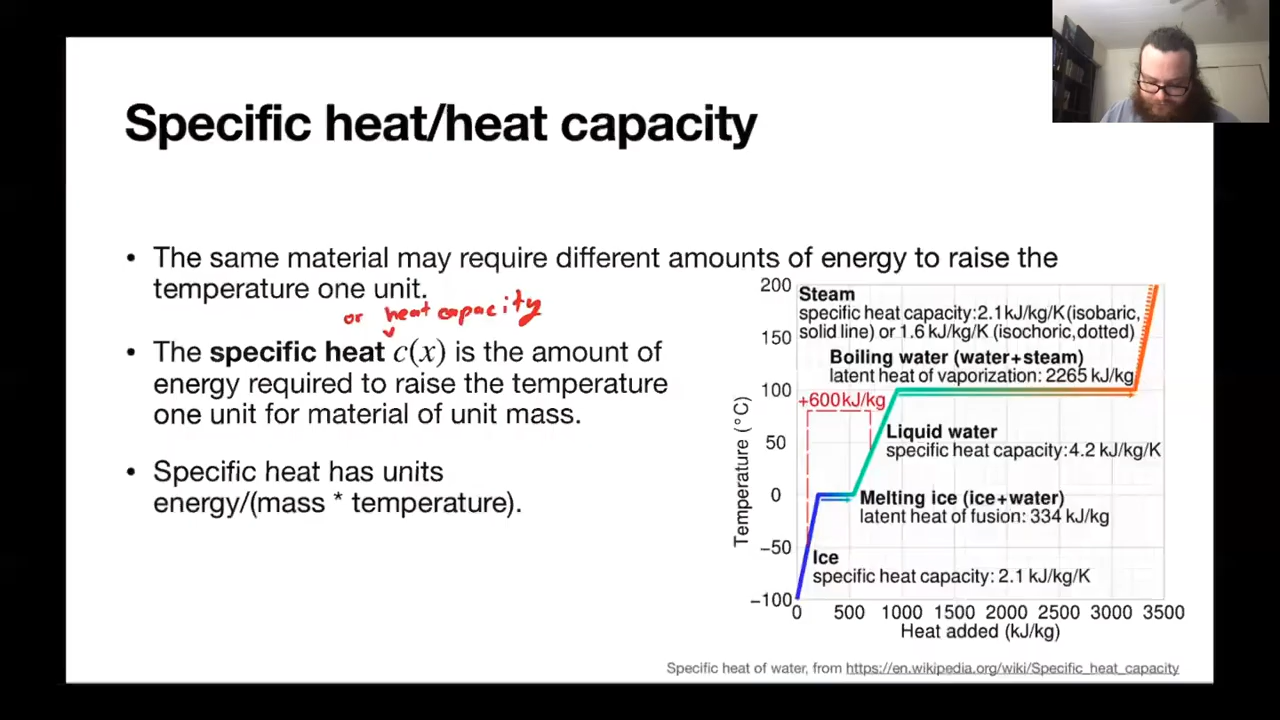 Specific heat/heat capacity
• The same material may require different amounts of energy to raise the
temperature one unit.
or heat capacity
• The specific heat c(x) is the amount of
energy required to raise the temperature
one unit for material of unit mass.
• Specific heat has units
energy/(mass * temperature).
200
150
100
50
0
−50
−100
Temperature (°C)
Steam
specific heat capacity:2.1kJ/kg/K(isobaric,
solid line) or 1.6 kJ/kg/K (isochoric,dotted)
Boiling water (water+steam)
latent heat of vaporization: 2265 kJ/kg
+600kJ/kg
Liquid water
specific heat capacity:4.2 kJ/kg/K
Melting ice (ice+water)
latent heat of fusion: 334 kJ/kg
Ice
specific heat capacity: 2.1 kJ/kg/K
0 500 1000 1500 2000 2500 3000 3500
Heat added (kJ/kg)
Specific heat of water, from https://en.wikipedia.org/wiki/Specific_heat_capacity